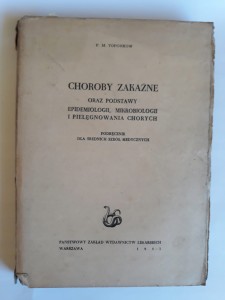 CHOROBY ZAKAŹNE
ORAZ PODSTAWY
EPIDEMIOLOGII, MIKROBIOLOGII
I PIELĘGNOWANIA CHORYCH
PODRĘCZNIK
DLA ŚREDNICH SZKÓŁ MEDYCZNYCH
PAŃSTWOWY ZAKŁAD WYDAWNICTW LEKARSKICH
WARSZAWA